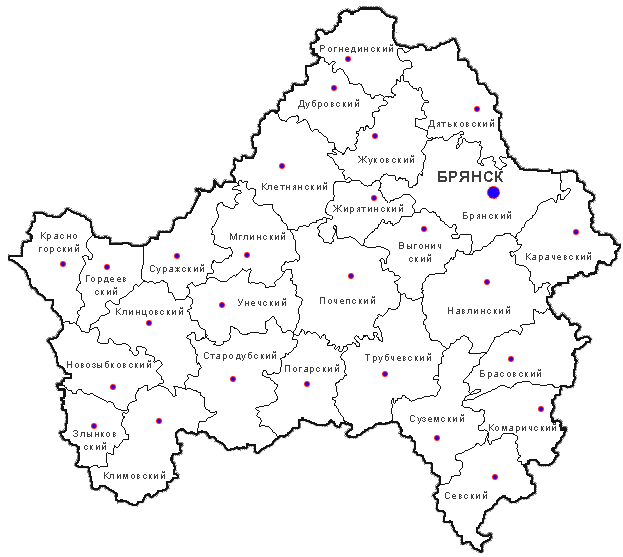 Рогнединский
Дубровский
Дятьковский
Жуковский
Клетнянский
БРЯНСК
Жирятинский
Брянский
Красно
горский
Мглинский
Выгонич
ский
Карачевский
Суражский
Гордеев
ский
Унечский
Почепский
Клинцовский
Навлинский
Стародубский
Трубчевский
Новозыбковский
Погарский
Брасовский
Суземский
Комаричский
Злынков
ский
Климовский
Севский